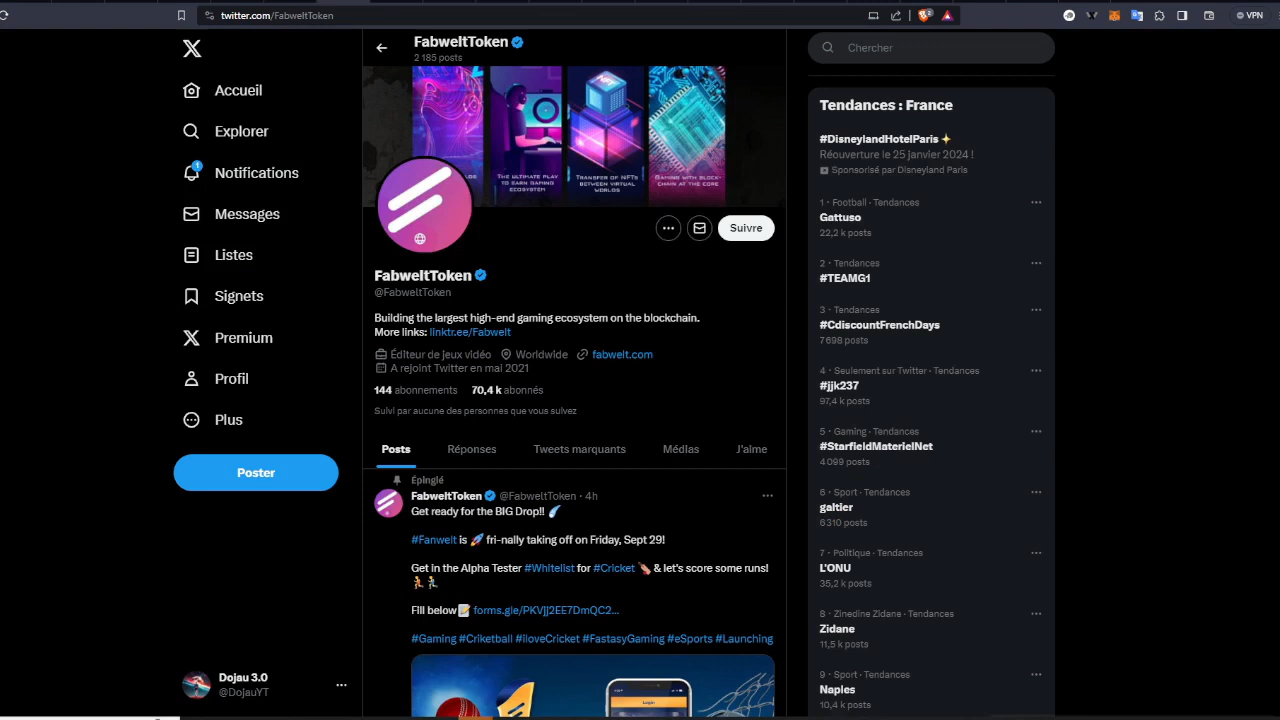 twitter.com/FabweltToken
2
VPN
Accueil
Explorer
1
Notifications
Messages
Listes
Signets
Premium
Profil
Plus
Poster
Dojau 3.0
@DojauYT
FabweltToken
2 185 posts
THE ULTIMATE PLAY
TO EARN GAMING
ECOSYSTEM
NFT
TRANSFER OF NFTS
BETWEEN VIRTUAL
WORLDS
GAMING WITH BLOCK-
CHAIN AT THE CORE
Suivre
FabweltToken
@FabweltToken
Building the largest high-end gaming ecosystem on the blockchain.
More links: linktr.ee/Fabwelt
Éditeur de jeux vidéo Worldwide fabwelt.com
A rejoint Twitter en mai 2021
144 abonnements 70,4 k abonnés
Suivi par aucune des personnes que vous suivez
Posts Réponses Tweets marquants Médias J'aime
Épinglé
FabweltToken @FabweltToken · 4h
Get ready for the BIG Drop!! ☄️
#Fanwelt is 🚀 fri-nally taking off on Friday, Sept 29!
Get in the Alpha Tester #Whitelist for #Cricket 🏏 & let's score some runs!
🏃🏃‍♂️
Fill below📝 forms.gle/PKVjj2EE7DmQC2...
#Gaming #Criketball #iloveCricket #FastasyGaming #eSports #Launching
Login
Chercher
Tendances : France
#DisneylandHotelParis ✨
Réouverture le 25 janvier 2024 !
Sponsorisé par Disneyland Paris
1 · Football · Tendances
Gattuso
22,2 k posts
2 · Tendances
#TEAMG1
3 · Tendances
#CdiscountFrenchDays
7 698 posts
4 · Seulement sur Twitter · Tendances
#jjk237
97,4 k posts
5 · Gaming · Tendances
#StarfieldMaterielNet
4 099 posts
6 · Sport · Tendances
galtier
6 310 posts
7 · Politique · Tendances
L'ONU
35,2 k posts
8 · Zinedine Zidane · Tendances
Zidane
11,5 k posts
9 · Sport · Tendances
Naples
10,4 k posts